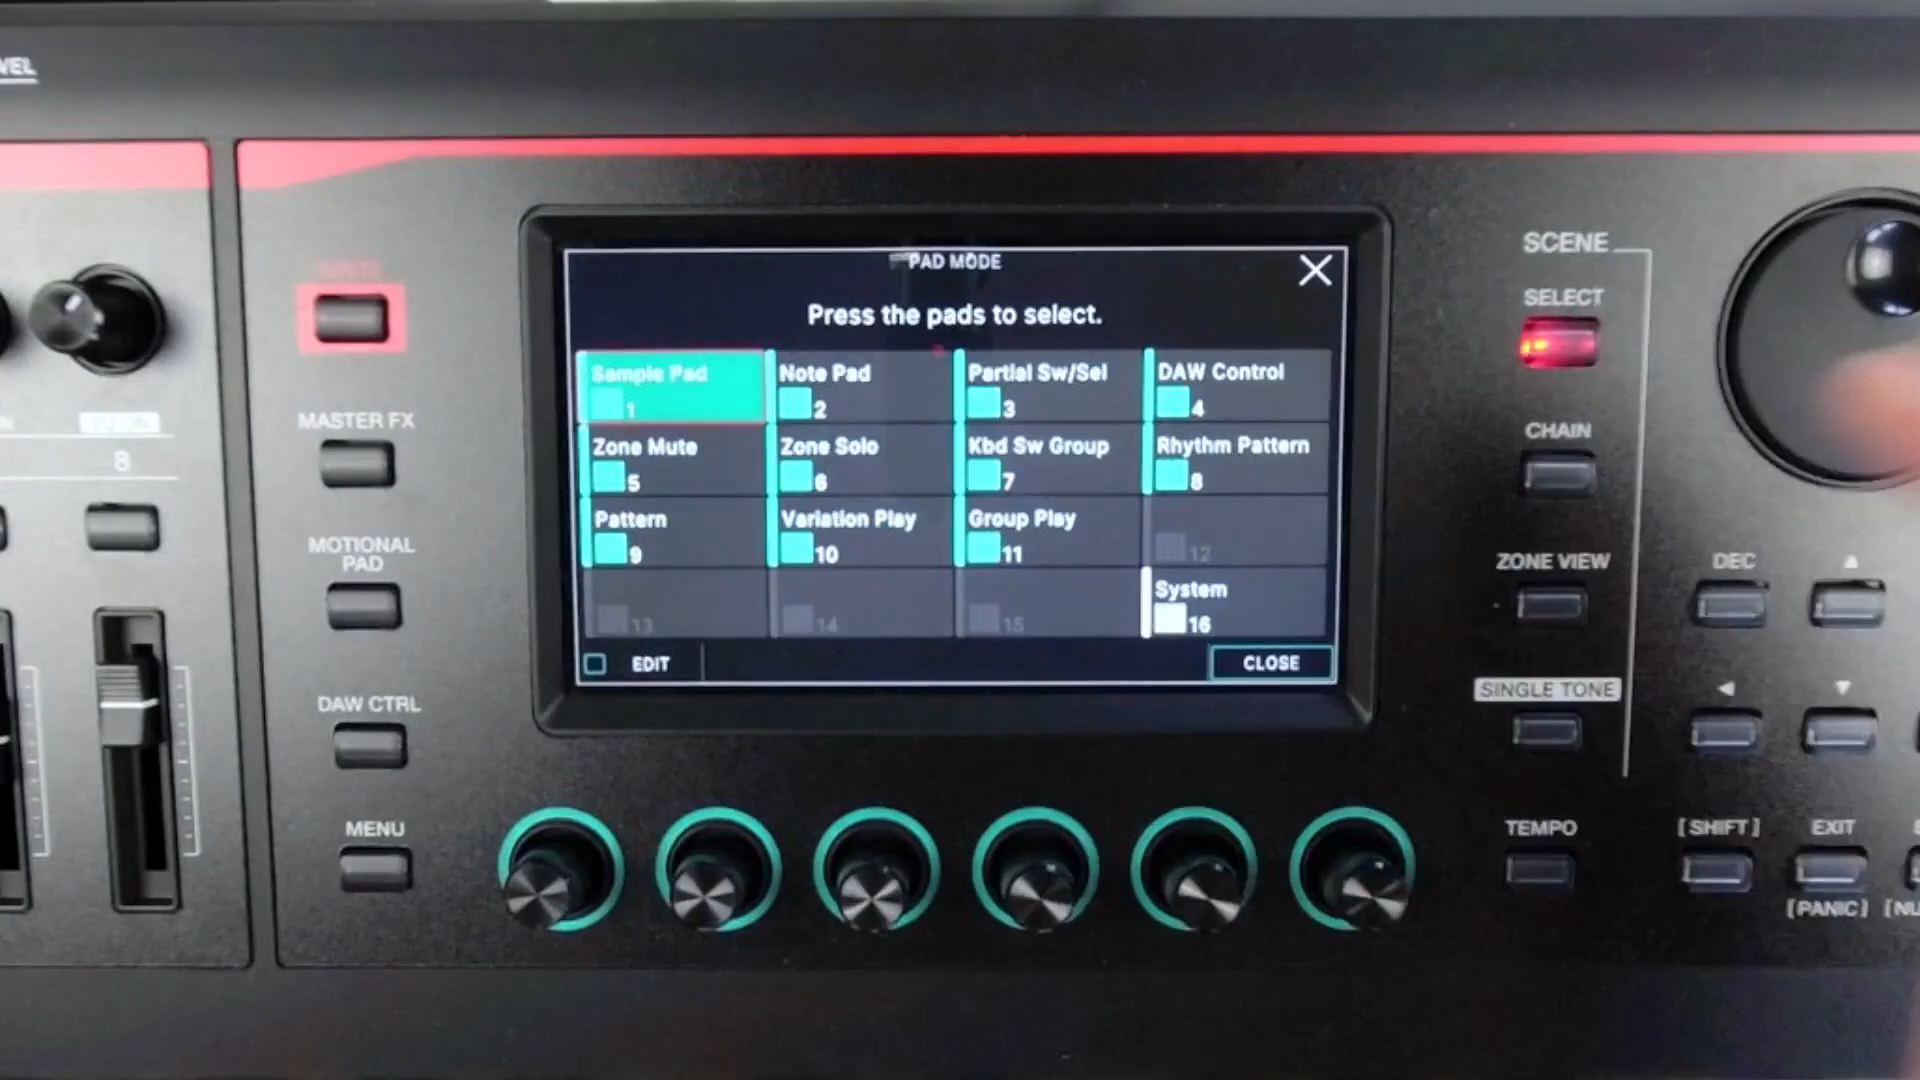 PAD MODE
Press the pads to select.
Sample Pad
1
Note Pad
2
Partial Sw/Sel
3
DAW Control
4
Zone Mute
5
Zone Solo
6
Kbd Sw Group
7
Rhythm Pattern
8
Pattern
9
Variation Play
10
Group Play
11
12
13
14
15
System
16
EDIT
CLOSE
8
MASTER FX
MOTIONAL
PAD
DAW CTRL
MENU
SCENE
SELECT
CHAIN
ZONE VIEW
SINGLE TONE
TEMPO
DEC
[SHIFT]
EXIT
[PANIC]